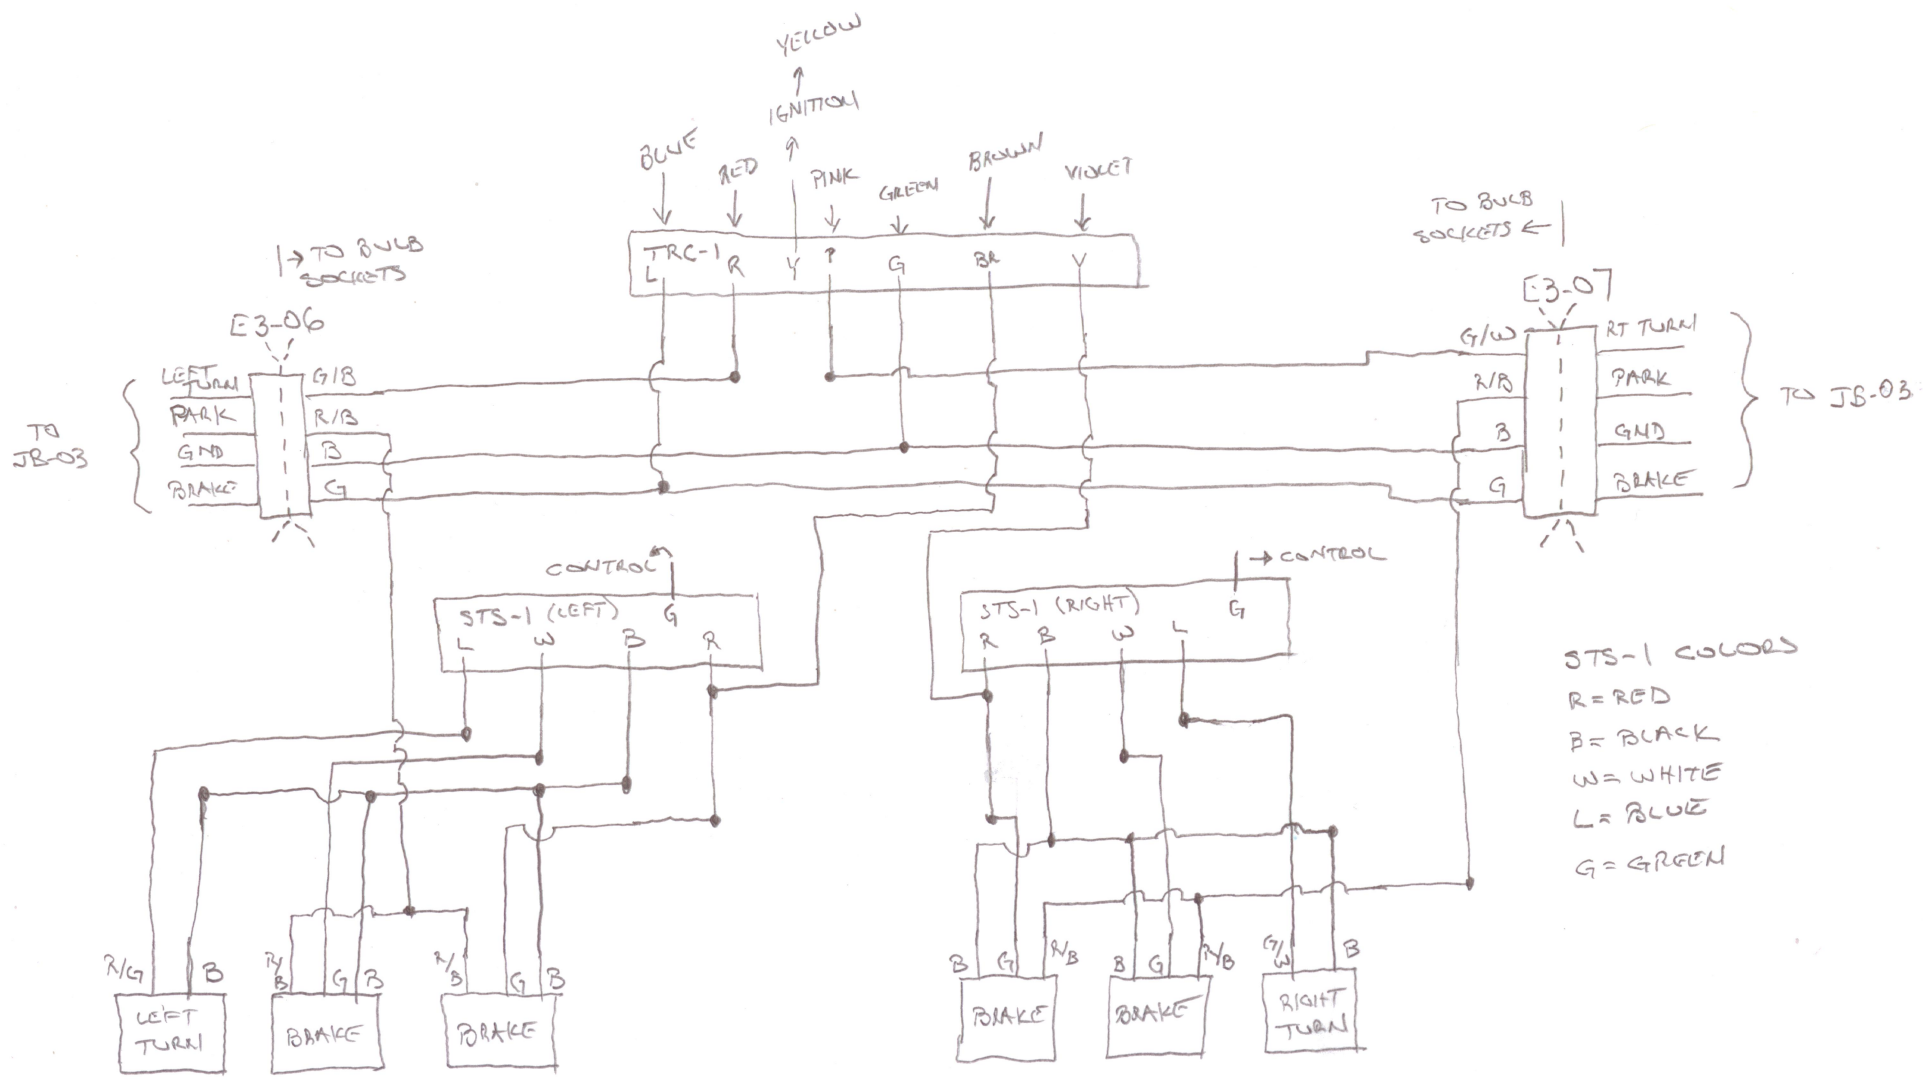 YELLOW
IGNITION
BLUE
RED
PINK
GREEN
BROWN
VIOLET
TRC-1
L R Y P G BR V
TO BULB
SOCKETS
E3-06
LEFT
TURN
PARK
GND
BRAKE
TO
JB-03
G/B
R/B
B
G
TO BULB
SOCKETS
E3-07
G/W
R/B
B
G
RT TURN
PARK
GND
BRAKE
TO JB-03
CONTROL
STS-1 (LEFT) G
L W B R
CONTROL
STS-1 (RIGHT) G
R B W L
STS-1 COLORS
R = RED
B = BLACK
W = WHITE
L = BLUE
G = GREEN
R/G B
LEFT
TURN
R/B G B
BRAKE
R/B G B
BRAKE
B G R/B
BRAKE
B G R/B
BRAKE
G/W B
RIGHT
TURN